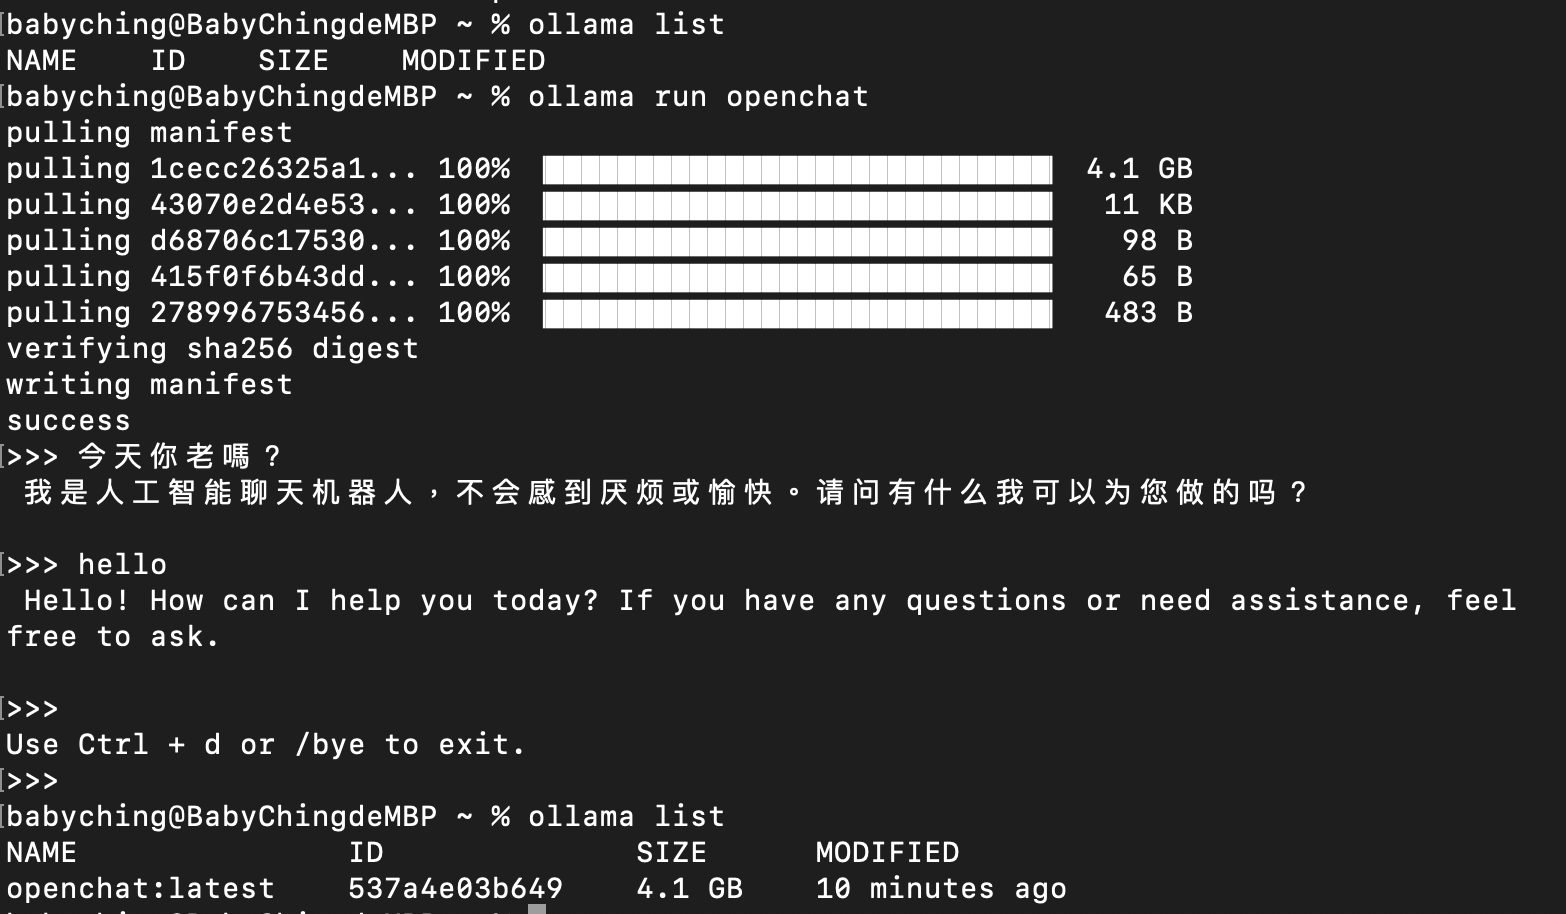 babyching@BabyChingdeMBP ~ % ollama list
NAME    ID    SIZE    MODIFIED
babyching@BabyChingdeMBP ~ % ollama run openchat
pulling manifest
pulling 1cecc26325a1... 100% 4.1 GB
pulling 43070e2d4e53... 100% 11 KB
pulling d68706c17530... 100% 98 B
pulling 415f0f6b43dd... 100% 65 B
pulling 278996753456... 100% 483 B
verifying sha256 digest
writing manifest
success
>>> 今天你老嗎？
我是人工智能聊天机器人，不会感到厌烦或愉快。请问有什么我可以为您做的吗？
>>> hello
Hello! How can I help you today? If you have any questions or need assistance, feel
free to ask.
>>>
Use Ctrl + d or /bye to exit.
>>>
babyching@BabyChingdeMBP ~ % ollama list
NAME    ID    SIZE    MODIFIED
openchat:latest    537a4e03b649    4.1 GB    10 minutes ago